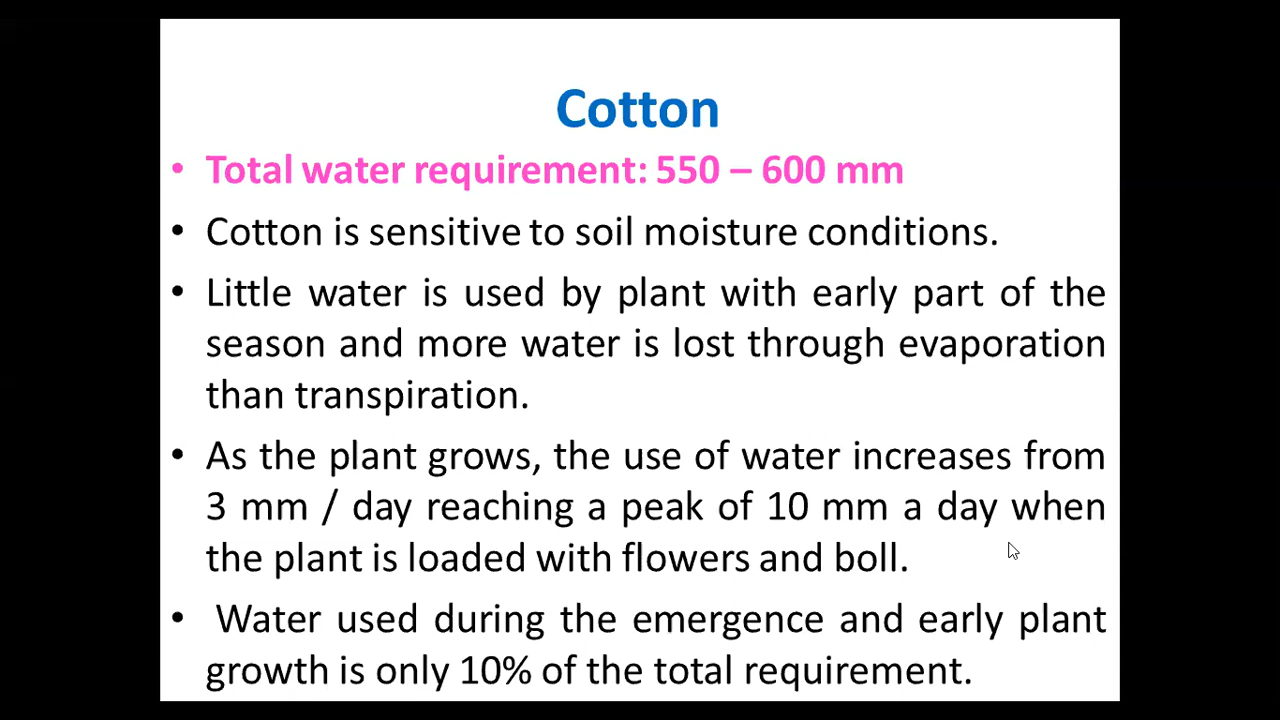 Cotton
• Total water requirement: 550 – 600 mm
• Cotton is sensitive to soil moisture conditions.
• Little water is used by plant with early part of the
season and more water is lost through evaporation
than transpiration.
• As the plant grows, the use of water increases from
3 mm / day reaching a peak of 10 mm a day when
the plant is loaded with flowers and boll.
• Water used during the emergence and early plant
growth is only 10% of the total requirement.